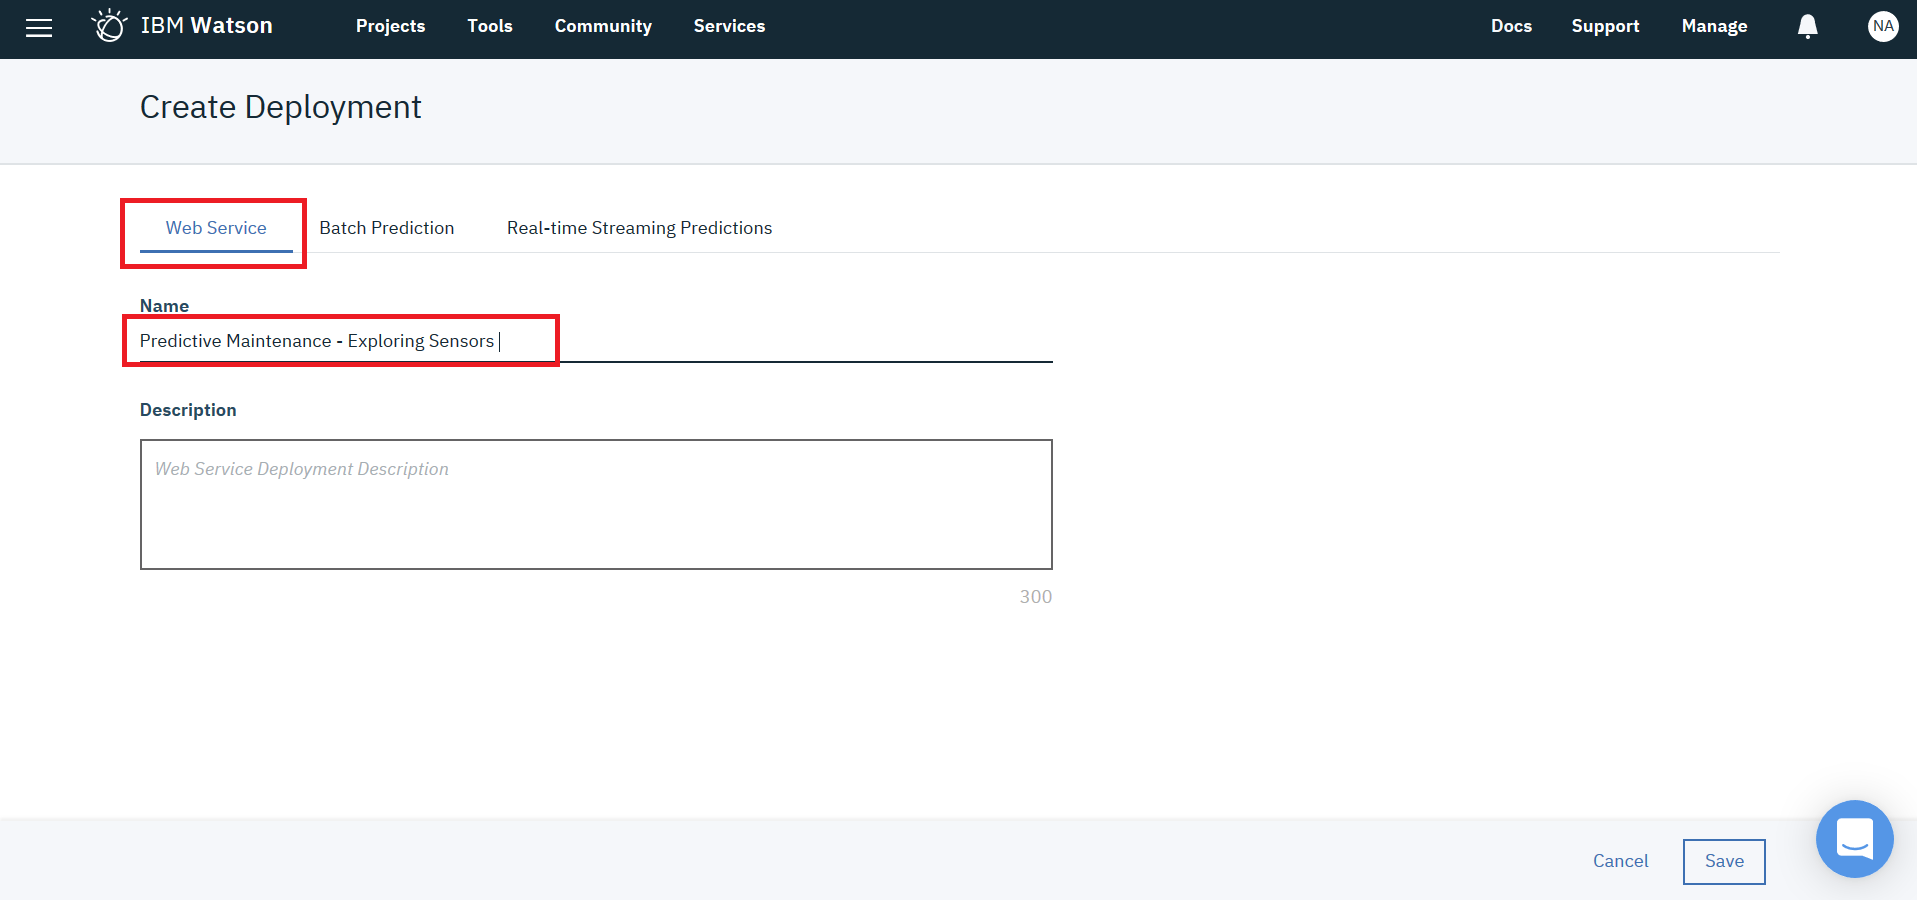 IBM Watson Projects Tools Community Services Docs Support Manage NA
Create Deployment
Web Service Batch Prediction Real-time Streaming Predictions
Name
Predictive Maintenance - Exploring Sensors
Description
Web Service Deployment Description
300
Cancel Save